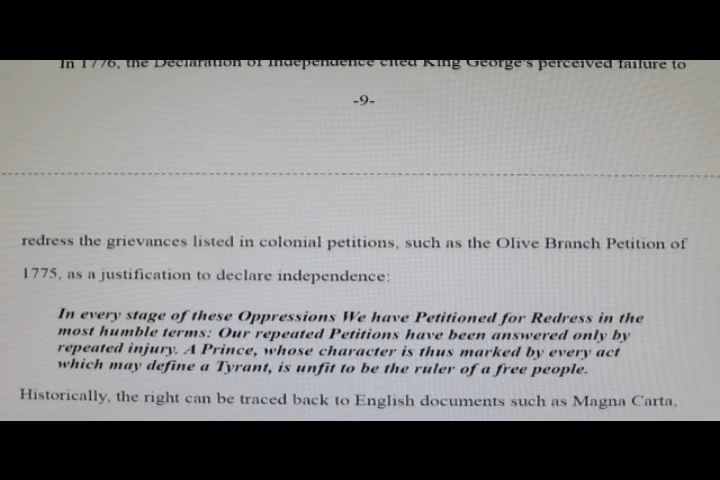 In 1776, the Declaration of Independence cited King George's perceived failure to
-9-
redress the grievances listed in colonial petitions, such as the Olive Branch Petition of
1775, as a justification to declare independence:
In every stage of these Oppressions We have Petitioned for Redress in the
most humble terms: Our repeated Petitions have been answered only by
repeated injury. A Prince, whose character is thus marked by every act
which may define a Tyrant, is unfit to be the ruler of a free people.
Historically, the right can be traced back to English documents such as Magna Carta,